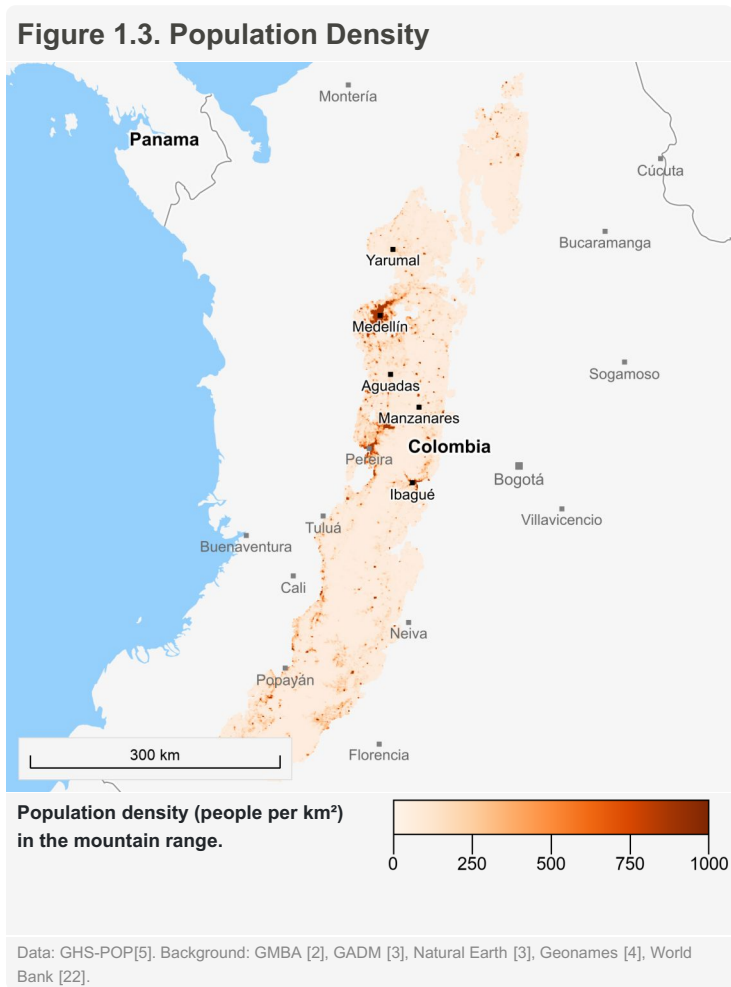 Figure 1.3. Population Density
Montería
Panama
Cúcuta
Bucaramanga
Yarumal
Medellín
Sogamoso
Aguadas
Manzanares
Colombia
Pereira
Bogotá
Ibagué
Villavicencio
Tuluá
Buenaventura
Cali
Neiva
Popayán
Florencia
300 km
Population density (people per km²)
in the mountain range.
0 250 500 750 1000
Data: GHS-POP[5]. Background: GMBA [2], GADM [3], Natural Earth [3], Geonames [4], World
Bank [22].